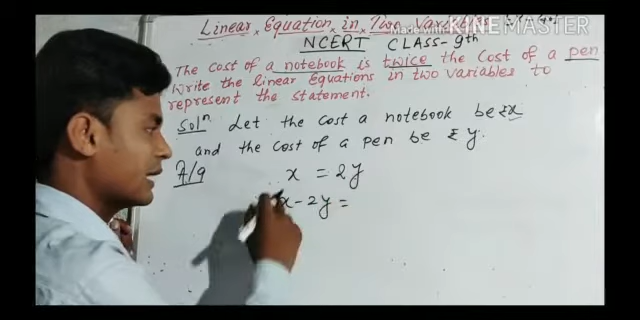 Linear Equation in Two Variables
Made with KINEMASTER
NCERT CLASS-9th
The cost of a notebook is twice the cost of a pen
Write the linear Equations in two variables to
represent the statement.
Solⁿ Let the cost a notebook be ₹x
and the cost of a pen be ₹ y.
A/q x = 2y
x - 2y =